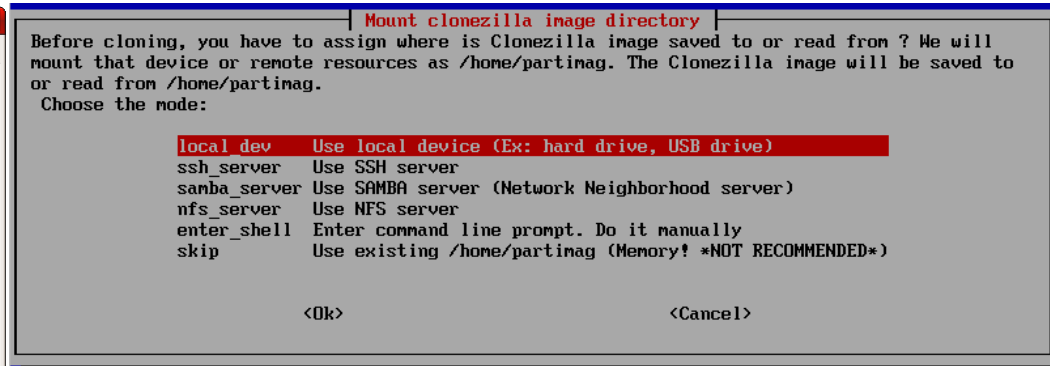 Mount clonezilla image directory
Before cloning, you have to assign where is Clonezilla image saved to or read from ? We will
mount that device or remote resources as /home/partimag. The Clonezilla image will be saved to
or read from /home/partimag.
Choose the mode:
local_dev Use local device (Ex: hard drive, USB drive)
ssh_server Use SSH server
samba_server Use SAMBA server (Network Neighborhood server)
nfs_server Use NFS server
enter_shell Enter command line prompt. Do it manually
skip Use existing /home/partimag (Memory! *NOT RECOMMENDED*)
<Ok> <Cancel>